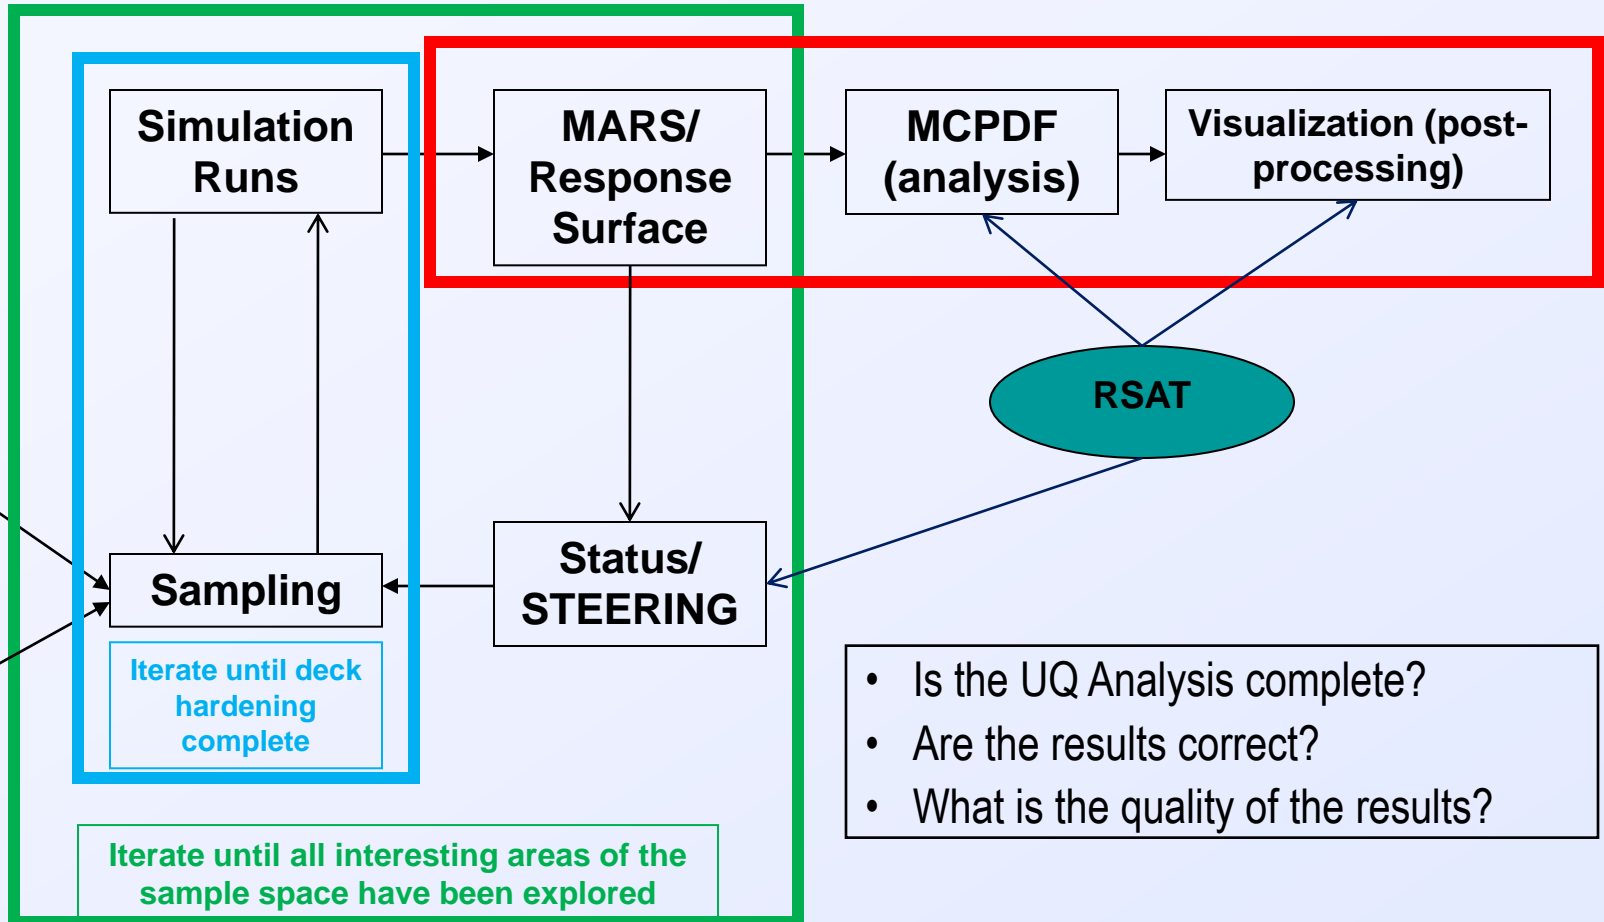 Simulation
Runs
MARS/
Response
Surface
MCPDF
(analysis)
Visualization (post-
processing)
RSAT
Sampling
Status/
STEERING
Iterate until deck
hardening
complete
• Is the UQ Analysis complete?
• Are the results correct?
• What is the quality of the results?
Iterate until all interesting areas of the
sample space have been explored